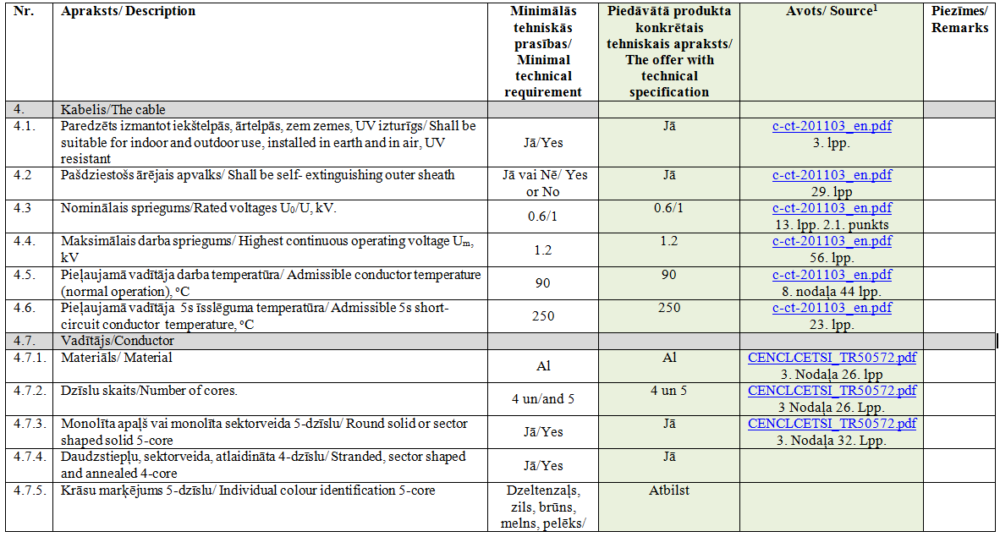 Nr.
Apraksts/ Description
Minimālās
tehniskās
prasības/
Minimal
technical
requirement
Piedāvātā produkta
konkrētais
tehniskais apraksts/
The offer with
technical
specification
Avots/ Source1
Piezīmes/
Remarks
4.
Kabelis/The cable
4.1.
Paredzēts izmantot iekštelpās, ārtelpās, zem zemes, UV izturīgs/ Shall be
suitable for indoor and outdoor use, installed in earth and in air, UV
resistant
Jā/Yes
Jā
c-ct-201103_en.pdf
3. lpp.
4.2
Pašdziestošs ārējais apvalks/ Shall be self- extinguishing outer sheath
Jā vai Nē/ Yes
or No
Jā
c-ct-201103_en.pdf
29. lpp
4.3
Nominālais spriegums/Rated voltages U0/U, kV.
0.6/1
0.6/1
c-ct-201103_en.pdf
13. lpp. 2.1. punkts
4.4.
Maksimālais darba spriegums/ Highest continuous operating voltage Um,
kV
1.2
1.2
c-ct-201103_en.pdf
56. lpp.
4.5.
Pieļaujamā vadītāja darba temperatūra/ Admissible conductor temperature
(normal operation), oC
90
90
c-ct-201103_en.pdf
8. nodaļa 44 lpp.
4.6.
Pieļaujamā vadītāja 5s īsslēguma temperatūra/ Admissible 5s short-
circuit conductor temperature, oC
250
250
c-ct-201103_en.pdf
23. lpp.
4.7.
Vadītājs/Conductor
4.7.1.
Materiāls/ Material
Al
Al
CENCLCETSI_TR50572.pdf
3. Nodaļa 26. lpp
4.7.2.
Dzīslu skaits/Number of cores.
4 un/and 5
4 un 5
CENCLCETSI_TR50572.pdf
3 Nodaļa 26. Lpp.
4.7.3.
Monolīta apaļš vai monolīta sektorveida 5-dzīslu/ Round solid or sector
shaped solid 5-core
Jā/Yes
Jā
CENCLCETSI_TR50572.pdf
3. Nodaļa 32. Lpp.
4.7.4.
Daudzstiepļu, sektorveida, atlaidināta 4-dzīslu/ Stranded, sector shaped
and annealed 4-core
Jā/Yes
Jā
4.7.5.
Krāsu marķējums 5-dzīslu/ Individual colour identification 5-core
Dzeltenzaļs,
zils, brūns,
melns, pelēks/
Atbilst